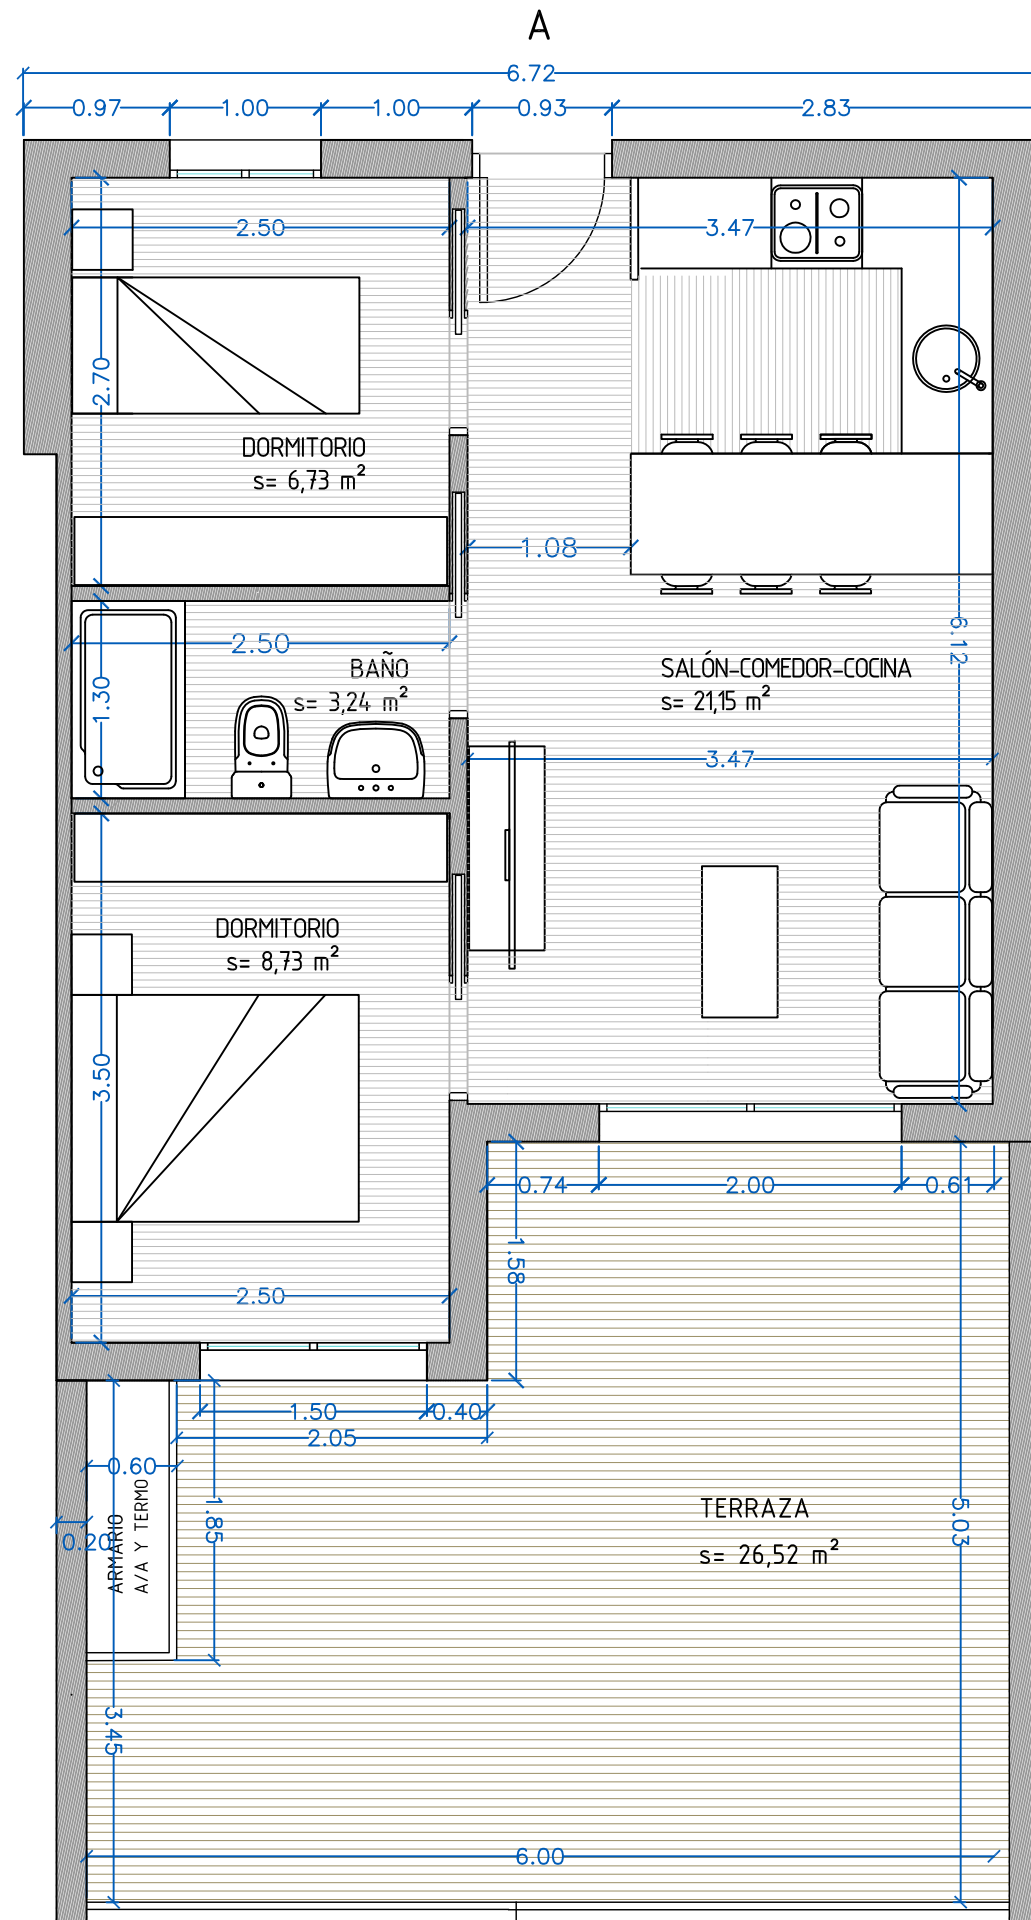 A
6.72
0.97
1.00
1.00
0.93
2.83
2.50
3.47
2.70
DORMITORIO
s= 6,73 m²
1.08
6.12
2.50
BAÑO
s= 3,24 m²
1.30
SALÓN-COMEDOR-COCINA
s= 21,15 m²
3.47
DORMITORIO
s= 8,73 m²
3.50
0.74
2.00
0.61
1.58
2.50
1.50
0.40
2.05
0.60
0.20
ARMARIO
A/A Y TERMO
1.85
TERRAZA
s= 26,52 m²
5.03
3.45
6.00